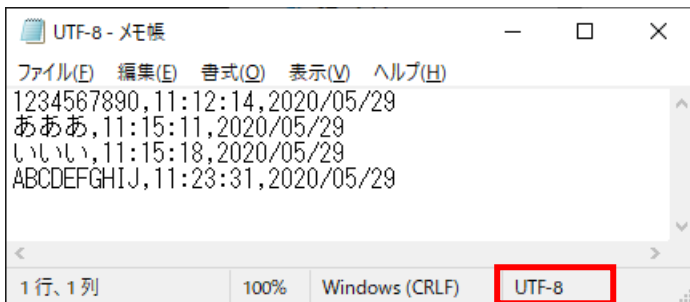 UTF-8 - メモ帳
ファイル(F) 編集(E) 書式(O) 表示(V) ヘルプ(H)
1234567890,11:12:14,2020/05/29
あああ,11:15:11,2020/05/29
いいい,11:15:18,2020/05/29
ABCDEFGHIJ,11:23:31,2020/05/29
1 行、1 列 100% Windows (CRLF) UTF-8